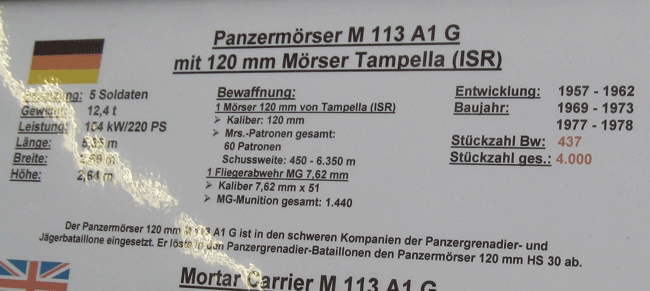 Panzermörser M 113 A1 G
mit 120 mm Mörser Tampella (ISR)
5 Soldaten
Gewicht: 12,4 t
Leistung: 164 kW/220 PS
Länge: m
Breite: m
Höhe: 2,64 m
Bewaffnung:
1 Mörser 120 mm von Tampella (ISR)
➢ Kaliber: 120 mm
➢ Mrs.-Patronen gesamt:
60 Patronen
Schussweite: 450 - 6.350 m
1 Fliegerabwehr MG 7,62 mm
➢ Kaliber 7,62 mm x 51
➢ MG-Munition gesamt: 1.440
Entwicklung: 1957 - 1962
Baujahr: 1969 - 1973
1977 - 1978
Stückzahl Bw: 437
Stückzahl ges.: 4.000
Der Panzermörser 120 mm M 113 A1 G ist in den schweren Kompanien der Panzergrenadier- und
Jägerbataillone eingesetzt. Er löste in den Panzergrenadier-Bataillonen den Panzermörser 120 mm HS 30 ab.
Mortar Carrier M 113 A1 G